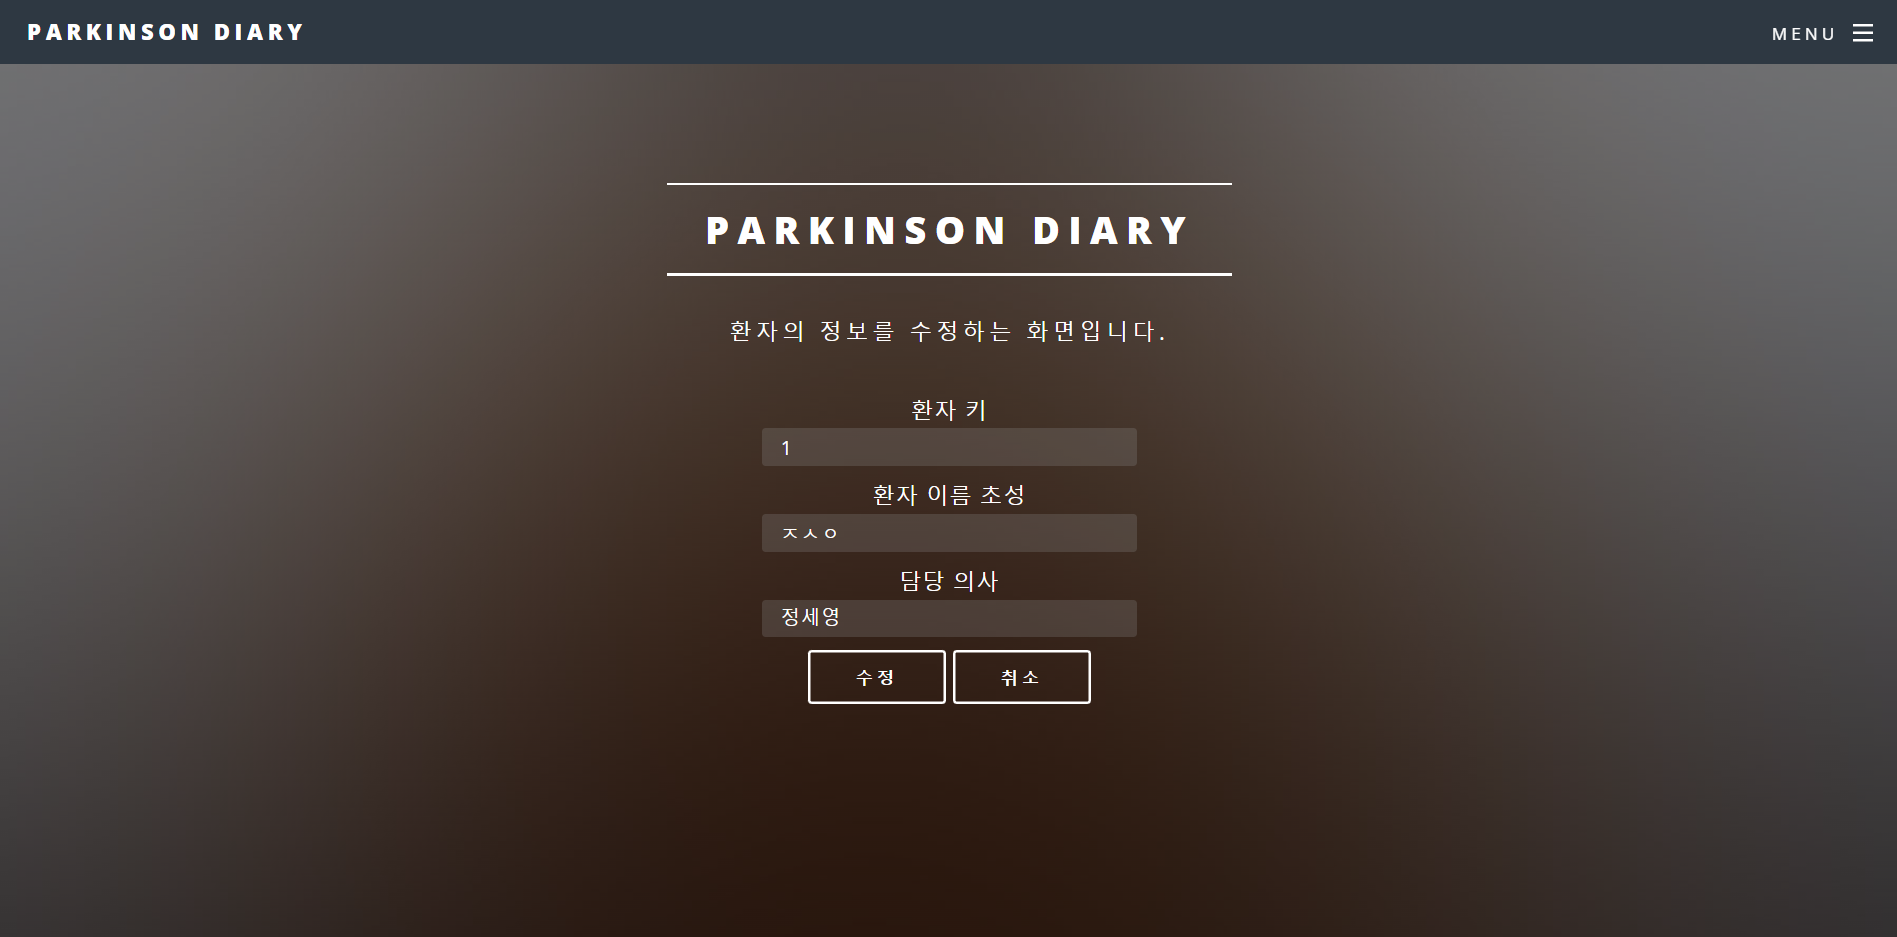 PARKINSON DIARY
MENU
PARKINSON DIARY
환자의 정보를 수정하는 화면입니다.
환자 키
1
환자 이름 초성
ㅈㅅㅇ
담당 의사
정세영
수정 취소